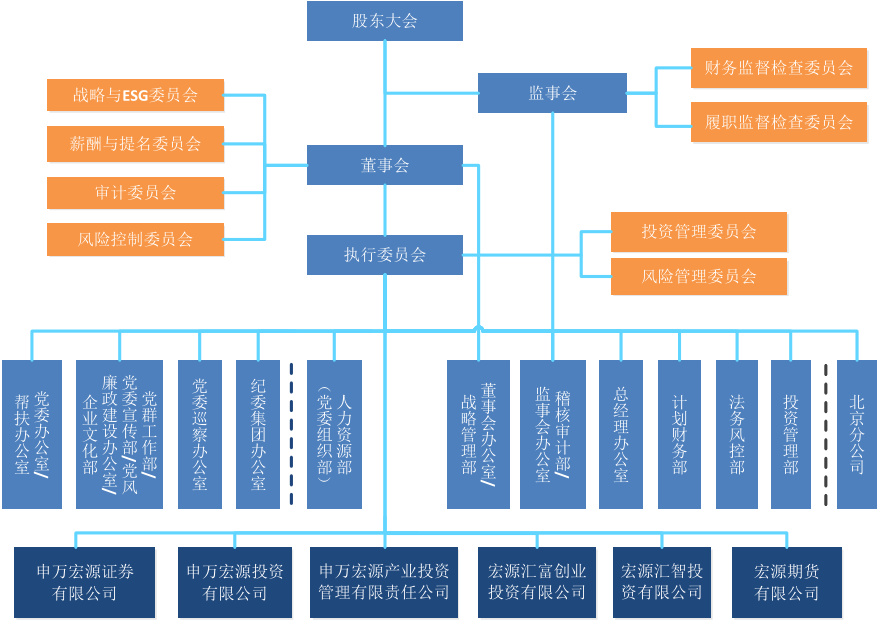 股东大会
监事会
财务监督检查委员会
履职监督检查委员会
战略与ESG委员会
薪酬与提名委员会
审计委员会
风险控制委员会
董事会
执行委员会
投资管理委员会
风险管理委员会
党委办公室/
帮扶办公室
党群工作部/
党委宣传部/党风
廉政建设办公室/
企业文化部
党委巡察办公室
纪委集团办公室
人力资源部
（党委组织部）
董事会办公室/
战略管理部
稽核审计部/
监事会办公室
总经理办公室
计划财务部
法务风控部
投资管理部
北京分公司
申万宏源证券
有限公司
申万宏源投资
有限公司
申万宏源产业投资
管理有限责任公司
宏源汇富创业
投资有限公司
宏源汇智投
资有限公司
宏源期货
有限公司